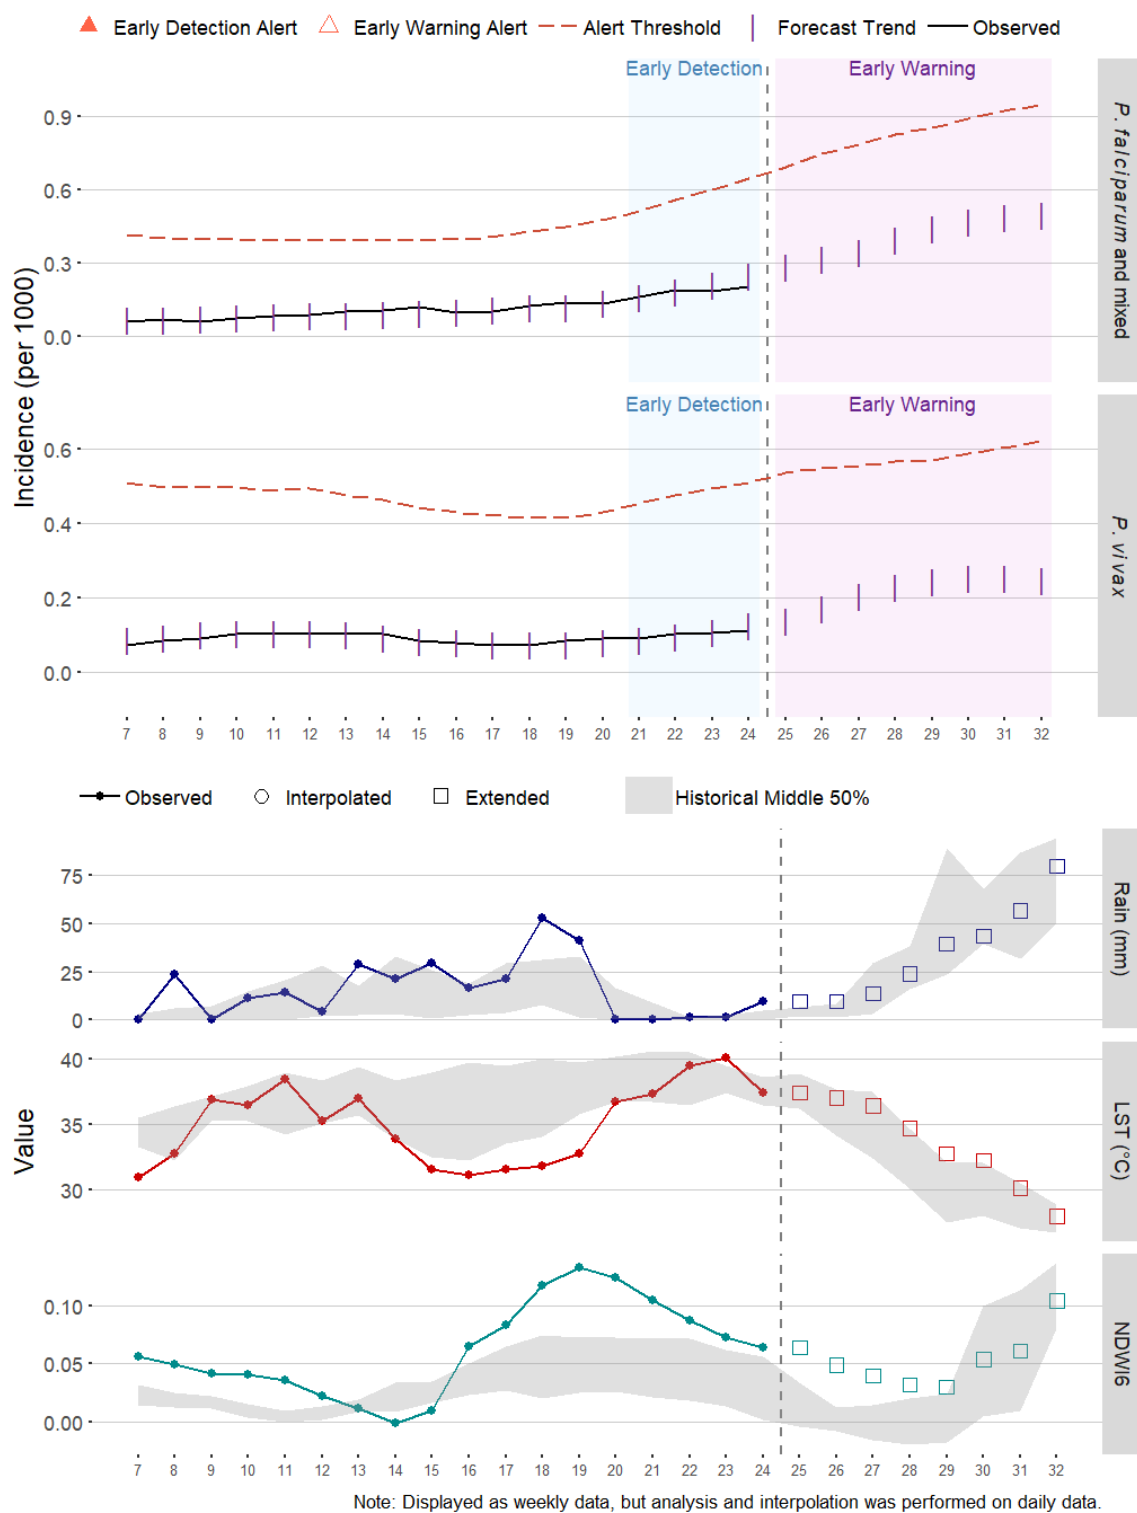 Early Detection Alert Early Warning Alert Alert Threshold Forecast Trend Observed
Early Detection Early Warning
0.9
0.6
0.3
0.0
P. falciparum and mixed
Incidence (per 1000)
Early Detection Early Warning
0.6
0.4
0.2
0.0
P. vivax
7 8 9 10 11 12 13 14 15 16 17 18 19 20 21 22 23 24 25 26 27 28 29 30 31 32
Observed Interpolated Extended Historical Middle 50%
75
50
25
0
Rain (mm)
Value
40
35
30
LST (°C)
0.10
0.05
0.00
NDWI6
7 8 9 10 11 12 13 14 15 16 17 18 19 20 21 22 23 24 25 26 27 28 29 30 31 32
Note: Displayed as weekly data, but analysis and interpolation was performed on daily data.